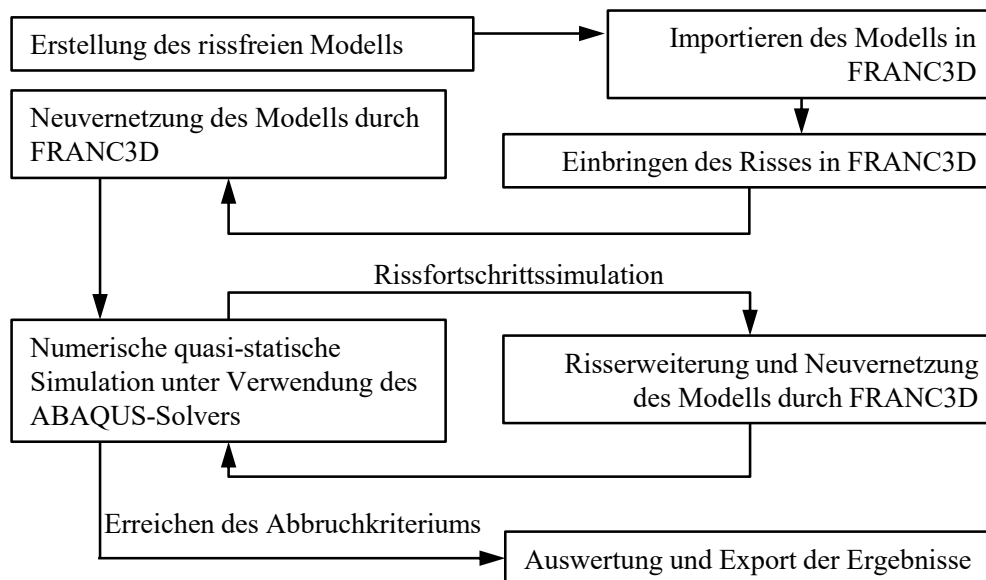 Erstellung des rissfreien Modells
Importieren des Modells in
FRANC3D
Neuvernetzung des Modells durch
FRANC3D
Einbringen des Risses in FRANC3D
Rissfortschrittssimulation
Numerische quasi-statische
Simulation unter Verwendung des
ABAQUS-Solvers
Risserweiterung und Neuvernetzung
des Modells durch FRANC3D
Erreichen des Abbruchkriteriums
Auswertung und Export der Ergebnisse